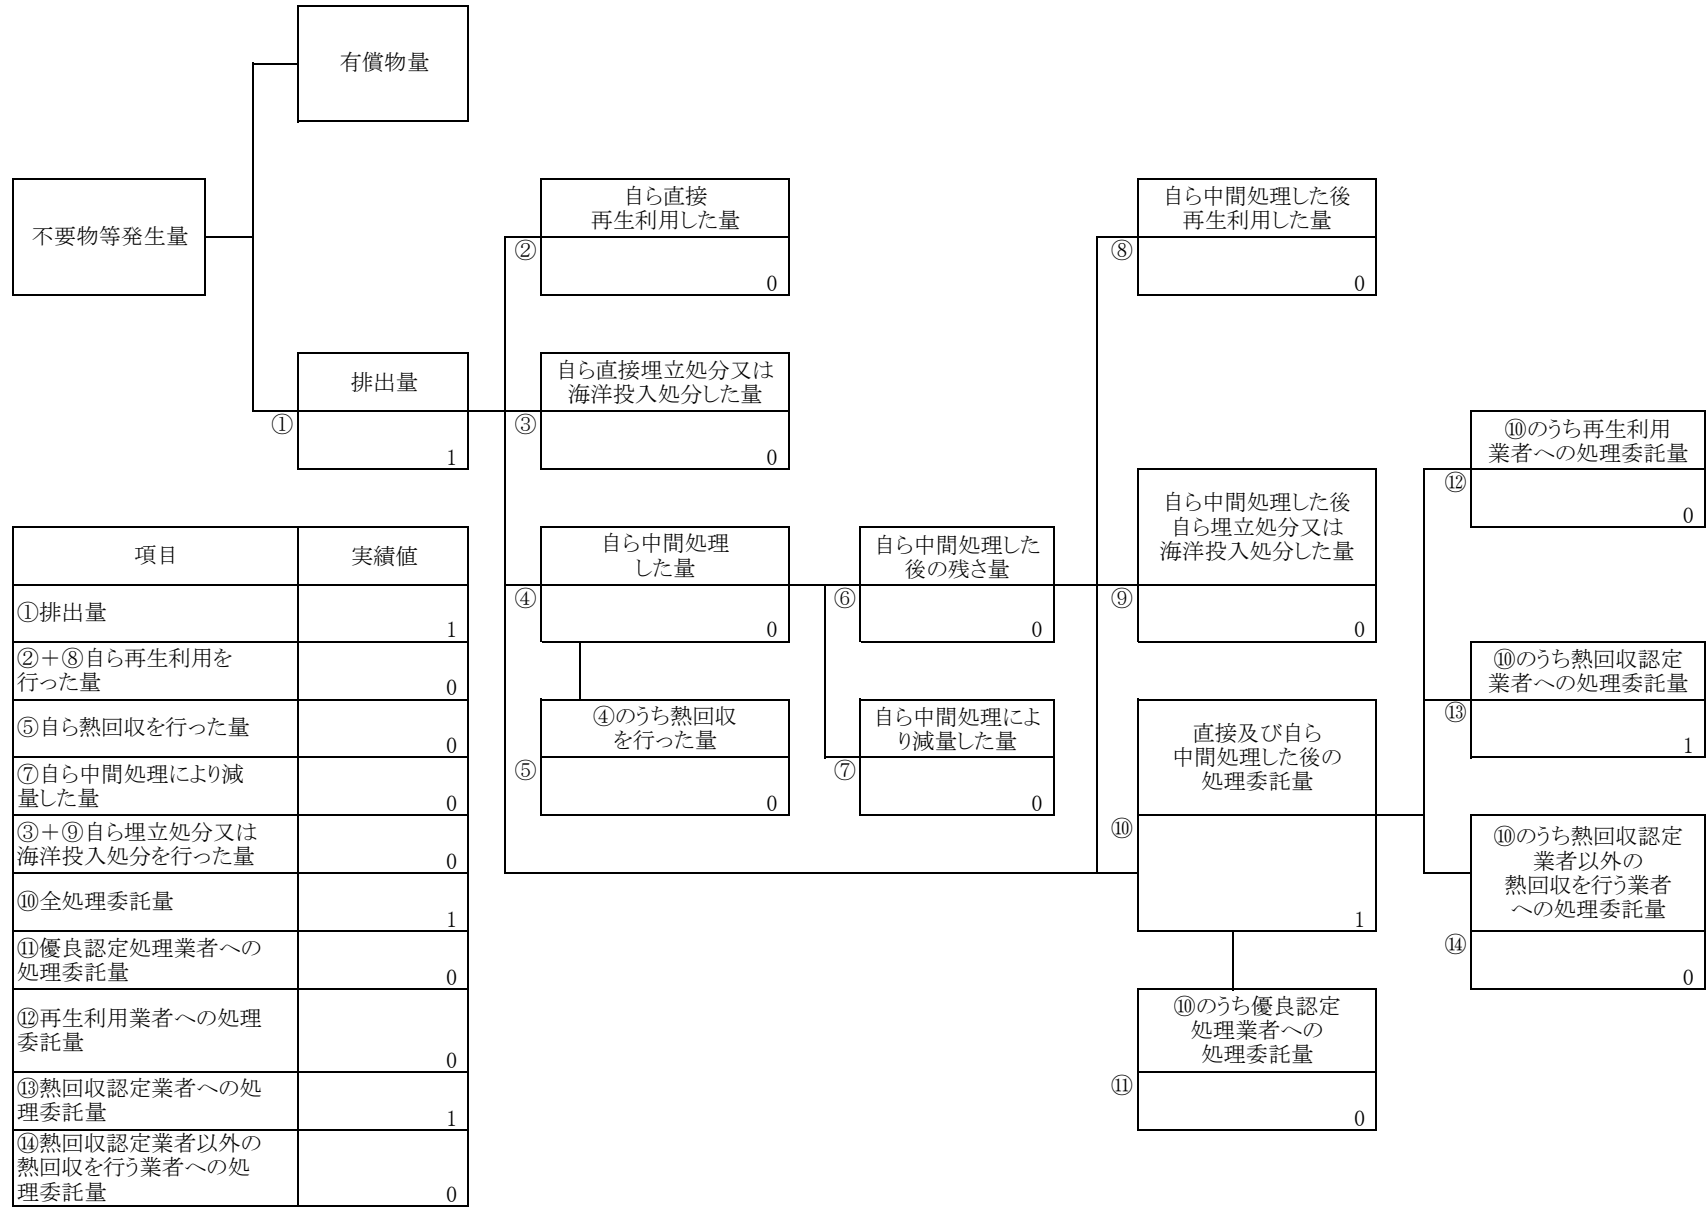 有償物量
不要物等発生量
排出量
①
1
自ら直接
再生利用した量
②
0
自ら直接埋立処分又は
海洋投入処分した量
③
0
自ら中間処理
した量
④
0
④のうち熱回収
を行った量
⑤
0
自ら中間処理した
後の残さ量
⑥
0
自ら中間処理によ
り減量した量
⑦
0
自ら中間処理した後
再生利用した量
⑧
0
自ら中間処理した後
自ら埋立処分又は
海洋投入処分した量
⑨
0
直接及び自ら
中間処理した後の
処理委託量
⑩
1
⑩のうち優良認定
処理業者への
処理委託量
⑪
0
⑩のうち再生利用
業者への処理委託量
⑫
0
⑩のうち熱回収認定
業者への処理委託量
⑬
1
⑩のうち熱回収認定
業者以外の
熱回収を行う業者
への処理委託量
⑭
0
項目 実績値
①排出量
1
②＋⑧自ら再生利用を
行った量
0
⑤自ら熱回収を行った量
0
⑦自ら中間処理により減
量した量
0
③＋⑨自ら埋立処分又は
海洋投入処分を行った量
0
⑩全処理委託量
1
⑪優良認定処理業者への
処理委託量
0
⑫再生利用業者への処理
委託量
0
⑬熱回収認定業者への処
理委託量
1
⑭熱回収認定業者以外の
熱回収を行う業者への処
理委託量
0